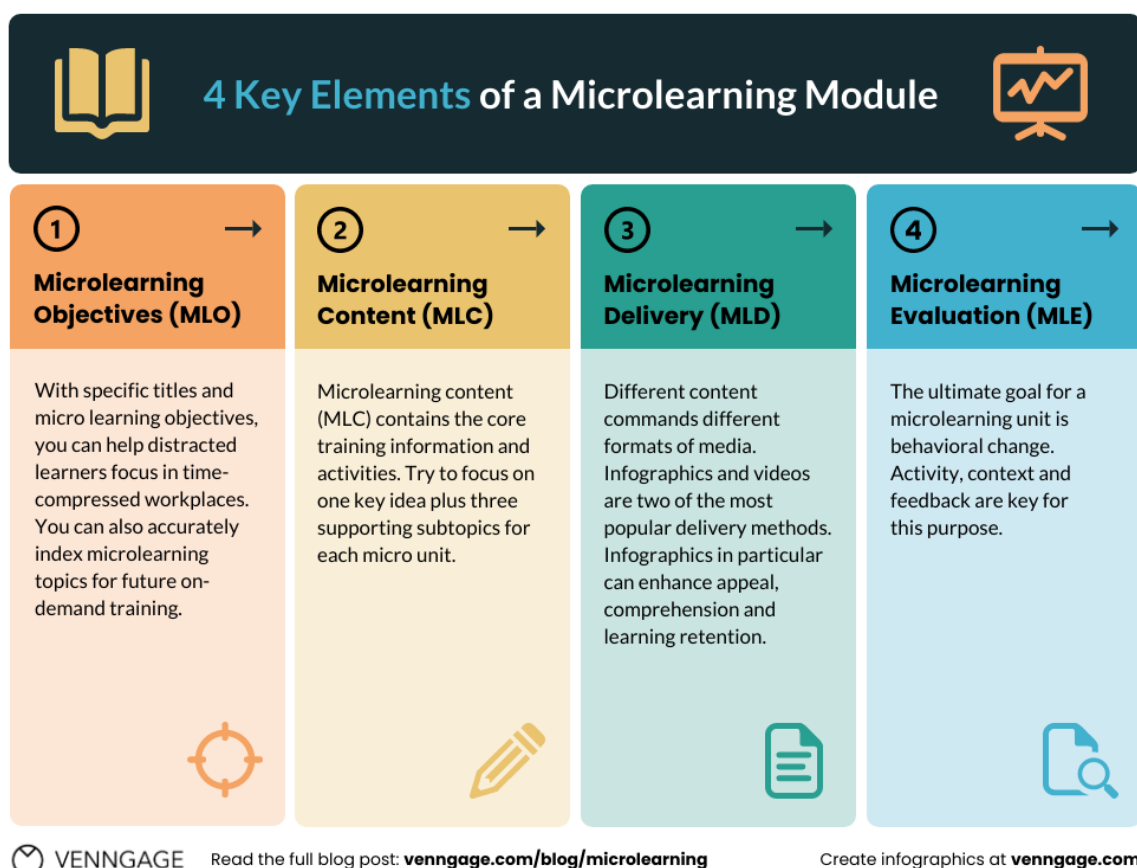 4 Key Elements of a Microlearning Module
1
Microlearning
Objectives (MLO)
With specific titles and
micro learning objectives,
you can help distracted
learners focus in time-
compressed workplaces.
You can also accurately
index microlearning
topics for future on-
demand training.
2
Microlearning
Content (MLC)
Microlearning content
(MLC) contains the core
training information and
activities. Try to focus on
one key idea plus three
supporting subtopics for
each micro unit.
3
Microlearning
Delivery (MLD)
Different content
commands different
formats of media.
Infographics and videos
are two of the most
popular delivery methods.
Infographics in particular
can enhance appeal,
comprehension and
learning retention.
4
Microlearning
Evaluation (MLE)
The ultimate goal for a
microlearning unit is
behavioral change.
Activity, context and
feedback are key for
this purpose.
VENNGAGE
Read the full blog post: venngage.com/blog/microlearning
Create infographics at venngage.com